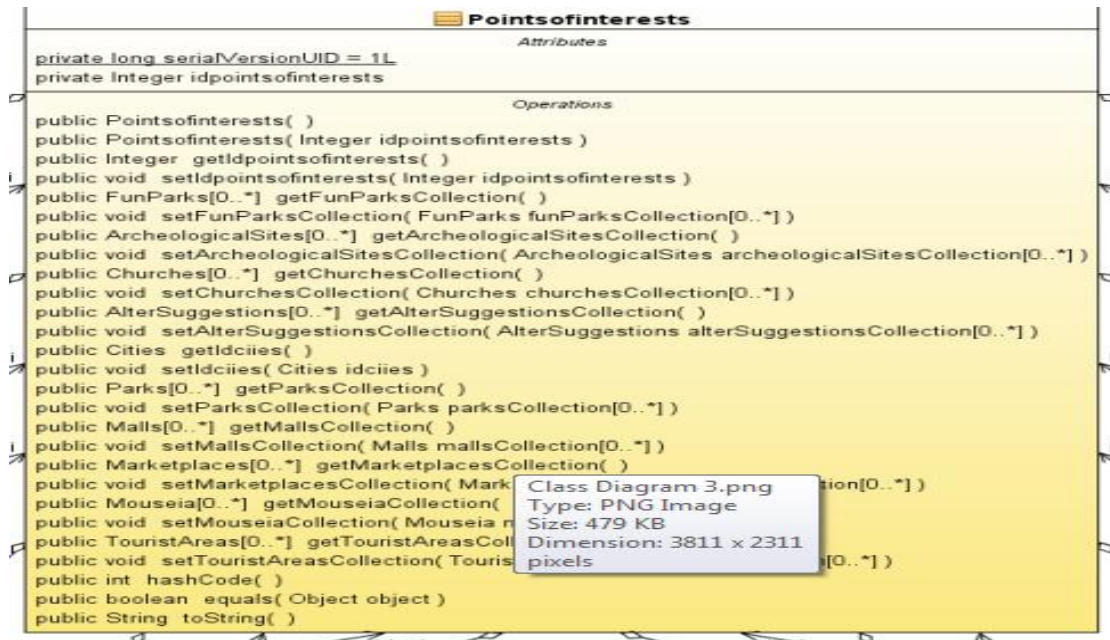 Pointsofinterests
Attributes
private long serialVersionUID = 1L
private Integer idpointsofinterests
Operations
public Pointsofinterests( )
public Pointsofinterests( Integer idpointsofinterests )
public Integer getIdpointsofinterests( )
public void setIdpointsofinterests( Integer idpointsofinterests )
public FunParks[0..*] getFunParksCollection( )
public void setFunParksCollection( FunParks funParksCollection[0..*] )
public ArcheologicalSites[0..*] getArcheologicalSitesCollection( )
public void setArcheologicalSitesCollection( ArcheologicalSites archeologicalSitesCollection[0..*] )
public Churches[0..*] getChurchesCollection( )
public void setChurchesCollection( Churches churchesCollection[0..*] )
public AlterSuggestions[0..*] getAlterSuggestionsCollection( )
public void setAlterSuggestionsCollection( AlterSuggestions alterSuggestionsCollection[0..*] )
public Cities getIdciies( )
public void setIdciies( Cities idciies )
public Parks[0..*] getParksCollection( )
public void setParksCollection( Parks parksCollection[0..*] )
public Malls[0..*] getMallsCollection( )
public void setMallsCollection( Malls mallsCollection[0..*] )
public Marketplaces[0..*] getMarketplacesCollection( )
public void setMarketplacesCollection( Mark tion[0..*] )
public Mouseia[0..*] getMouseiaCollection(
public void setMouseiaCollection( Mouseia
public TouristAreas[0..*] getTouristAreasColl
public void setTouristAreasCollection( Touris [0..*] )
public int hashCode( )
public boolean equals( Object object )
public String toString( )
Class Diagram 3.png
Type: PNG Image
Size: 479 KB
Dimension: 3811 x 2311
pixels